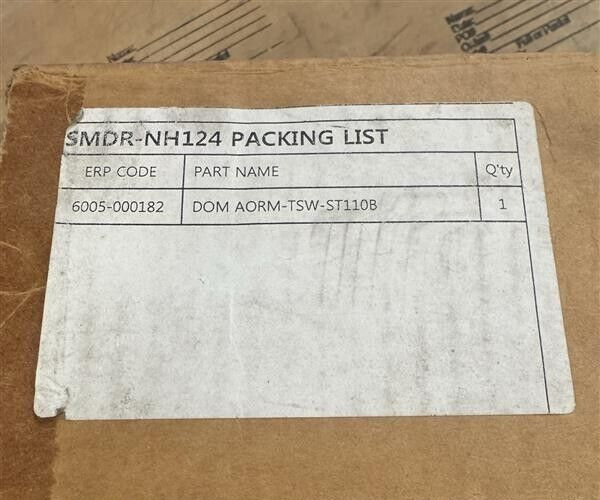 SMDR-NH124 PACKING LIST
ERP CODE PART NAME Q'ty
6005-000182 DOM AORM-TSW-ST110B 1